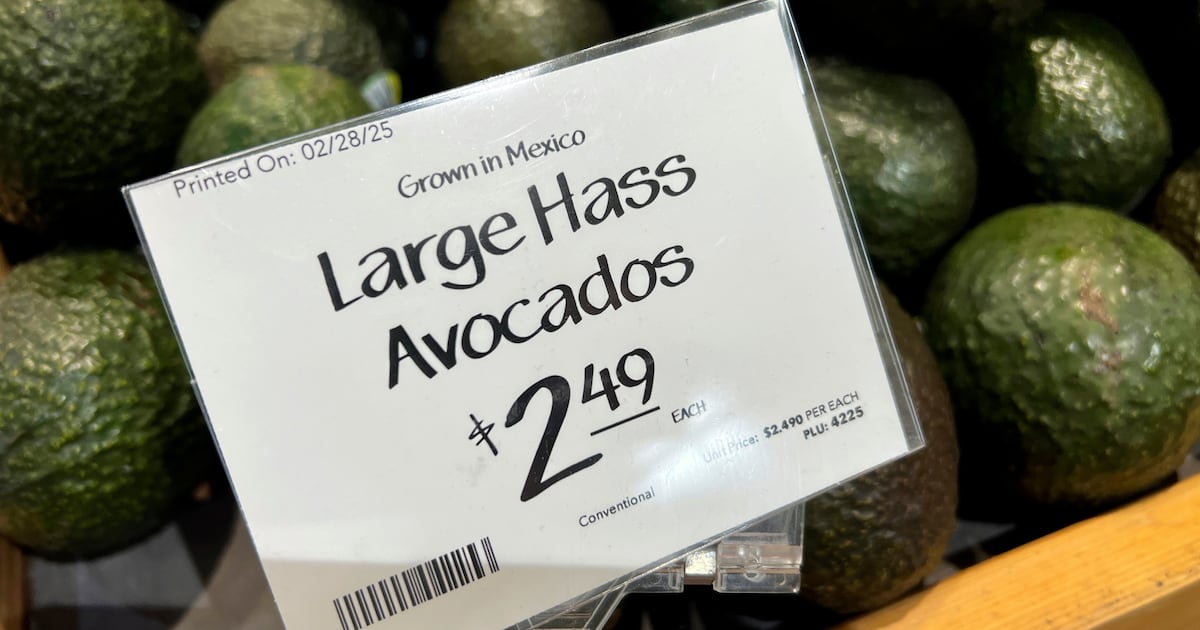 Printed On: 02/28/25
Grown in Mexico
Large Hass
Avocados
$2.49 EACH
Unit Price: $2.490 PER EACH
PLU: 4225
Conventional